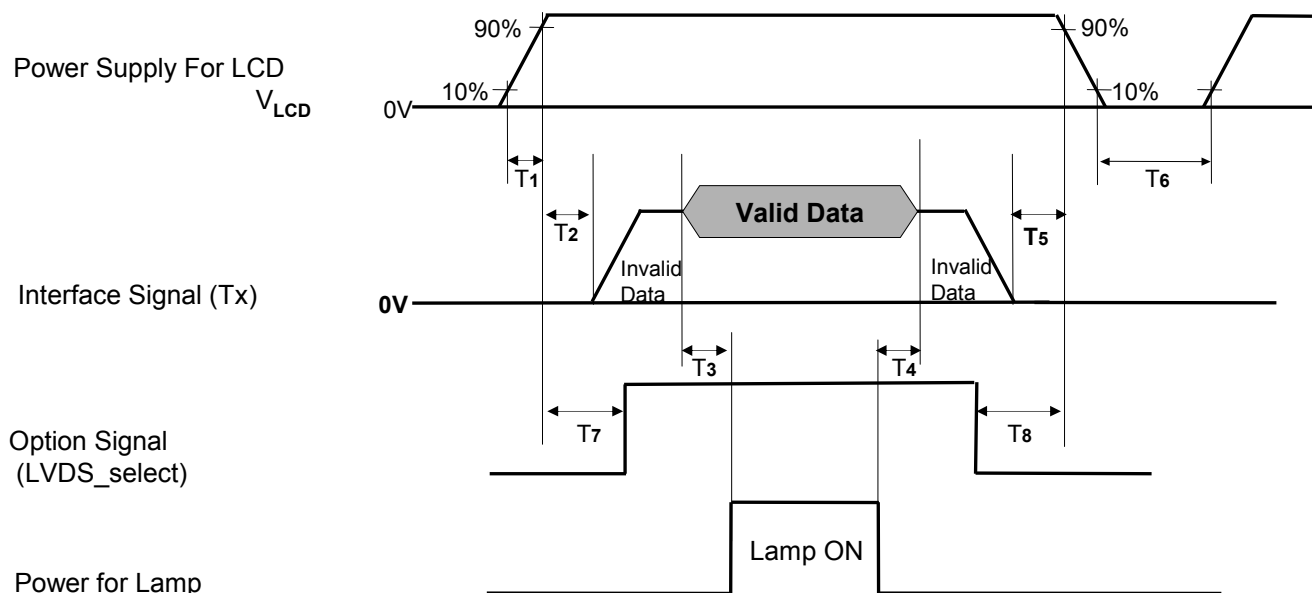 90%
90%
Power Supply For LCD
VLCD
10%
10%
0V
T1
T6
Valid Data
T2
T5
Invalid
Data
Invalid
Data
Interface Signal (Tx)
0V
T3
T4
T7
T8
Option Signal
(LVDS_select)
Lamp ON
Power for Lamp